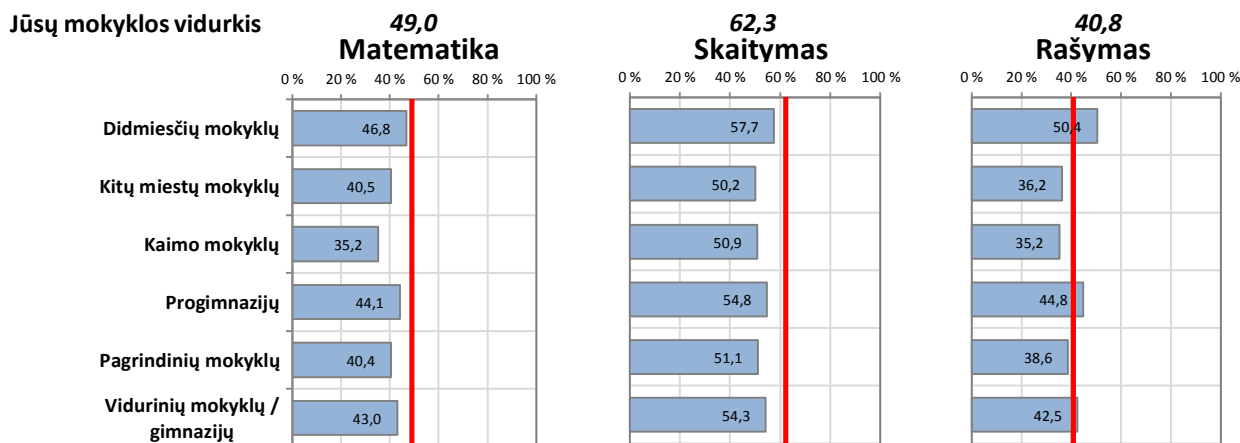 Jūsų mokyklos vidurkis 49,0 62,3 40,8
Matematika Skaitymas Rašymas
0 % 20 % 40 % 60 % 80 % 100 % 0 % 20 % 40 % 60 % 80 % 100 % 0 % 20 % 40 % 60 % 80 % 100 %
Didmiesčių mokyklų 46,8 57,7 50,4
Kitų miestų mokyklų 40,5 50,2 36,2
Kaimo mokyklų 35,2 50,9 35,2
Progimnazijų 44,1 54,8 44,8
Pagrindinių mokyklų 40,4 51,1 38,6
Vidurinių mokyklų /
gimnazijų 43,0 54,3 42,5